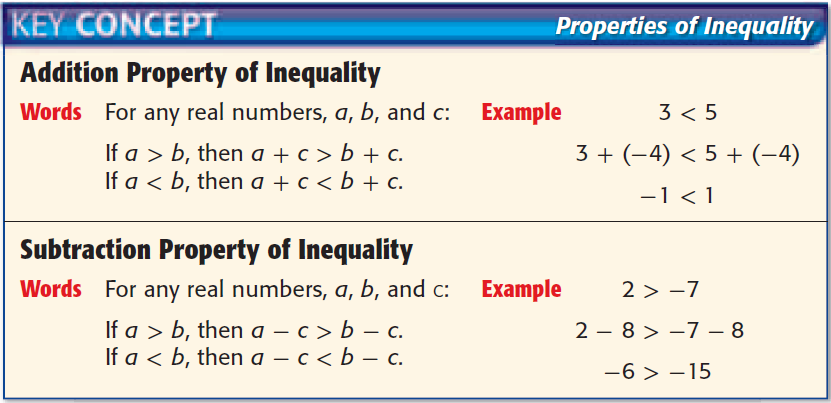 KEY CONCEPT Properties of Inequality
Addition Property of Inequality
Words For any real numbers, a, b, and c: Example 3 < 5
If a > b, then a + c > b + c. 3 + (−4) < 5 + (−4)
If a < b, then a + c < b + c.
−1 < 1
Subtraction Property of Inequality
Words For any real numbers, a, b, and c: Example 2 > −7
If a > b, then a − c > b − c. 2 − 8 > −7 − 8
If a < b, then a − c < b − c.
−6 > −15